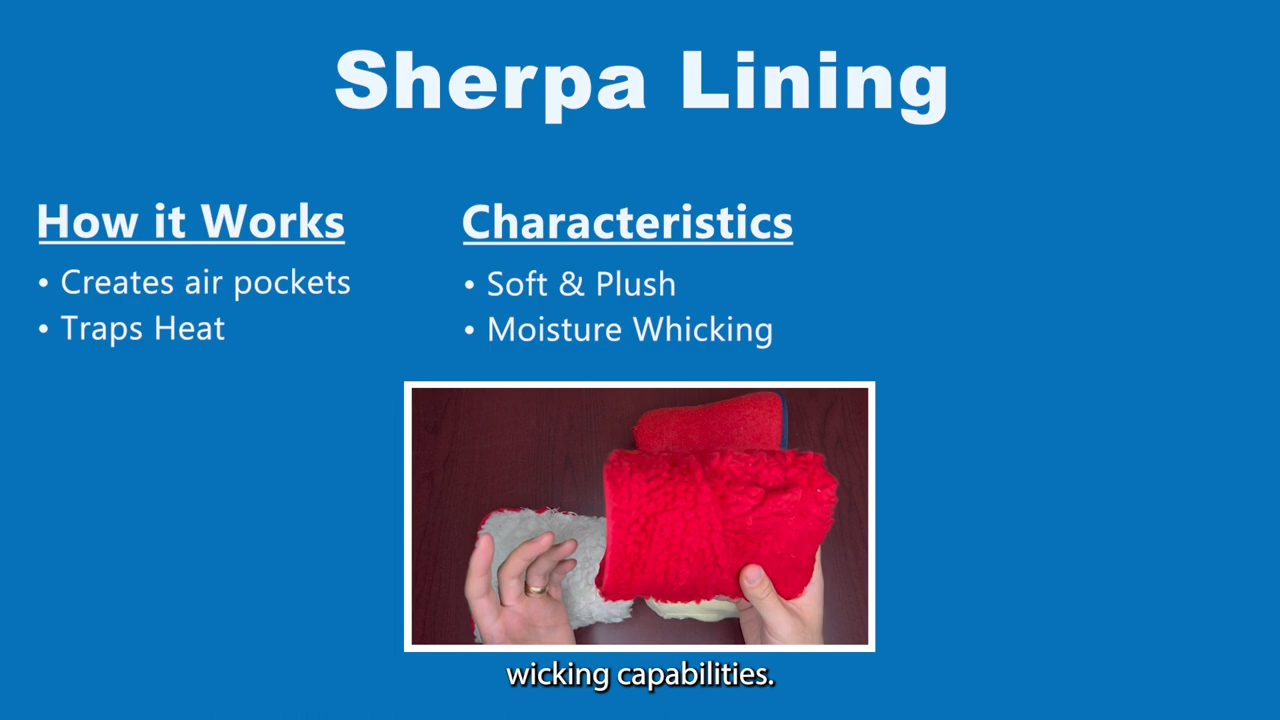 Sherpa Lining
How it Works
• Creates air pockets
• Traps Heat
Characteristics
• Soft & Plush
• Moisture Whicking
wicking capabilities.